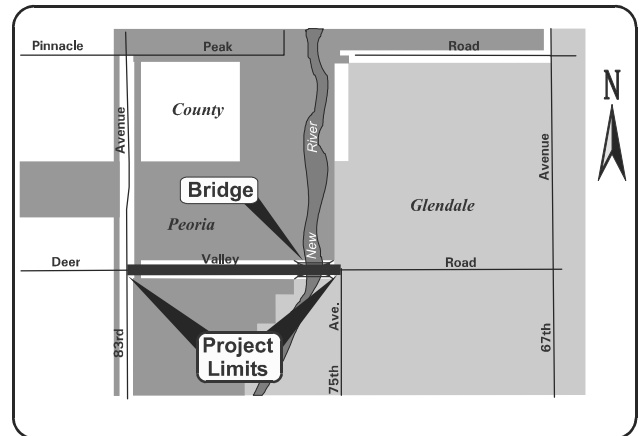 Pinnacle Peak Road
County
N
Avenue
River
Avenue
Bridge
Peoria
Glendale
New
Deer Valley Road
83rd
Project
Limits
75th Ave.
67th